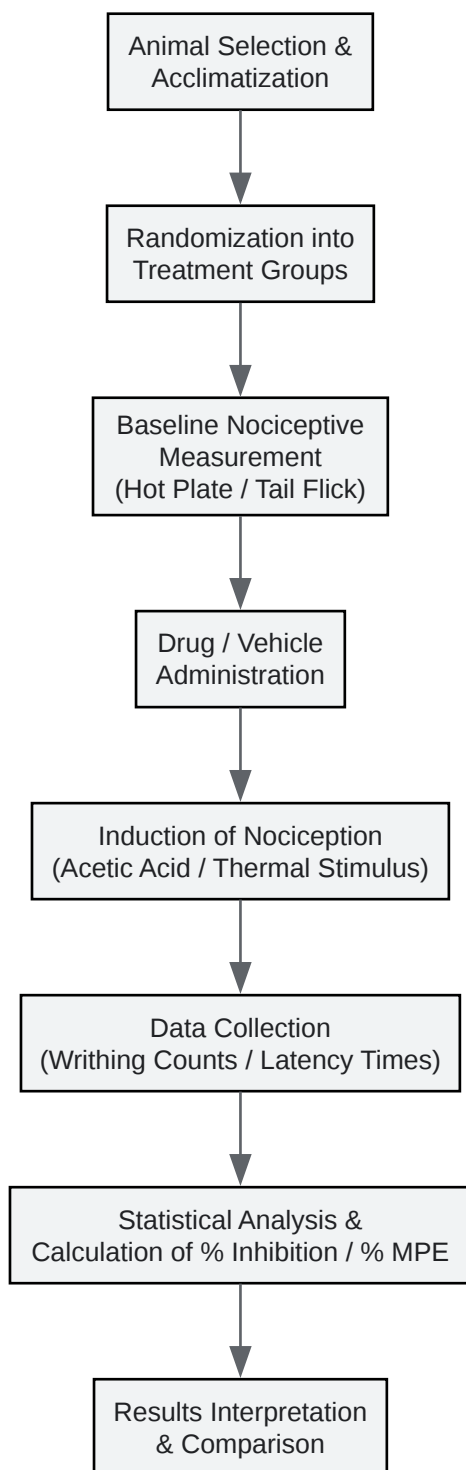 Animal Selection &
Acclimatization
Randomization into
Treatment Groups
Baseline Nociceptive
Measurement
(Hot Plate / Tail Flick)
Drug / Vehicle
Administration
Induction of Nociception
(Acetic Acid / Thermal Stimulus)
Data Collection
(Writhing Counts / Latency Times)
Statistical Analysis &
Calculation of % Inhibition / % MPE
Results Interpretation
& Comparison